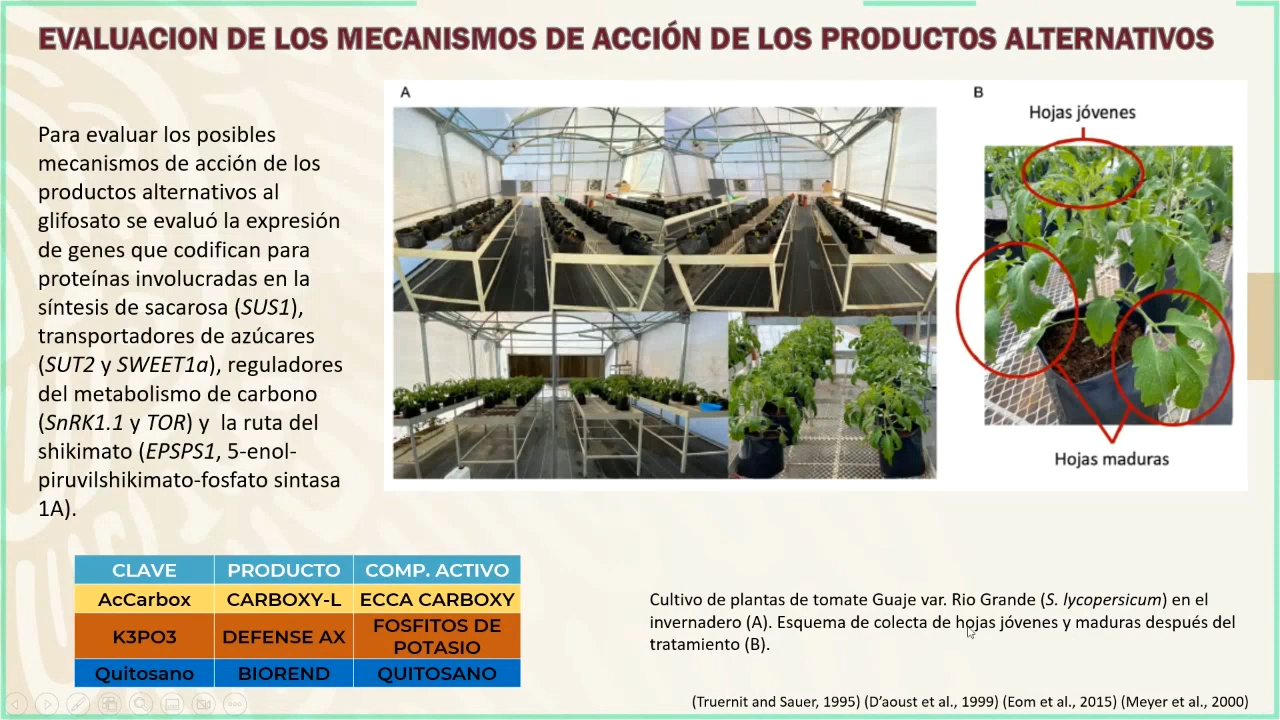 EVALUACION DE LOS MECANISMOS DE ACCIÓN DE LOS PRODUCTOS ALTERNATIVOS
Para evaluar los posibles
mecanismos de acción de los
productos alternativos al
glifosato se evaluó la expresión
de genes que codifican para
proteínas involucradas en la
síntesis de sacarosa (SUS1),
transportadores de azúcares
(SUT2 y SWEET1a), reguladores
del metabolismo de carbono
(SnRK1.1 y TOR) y la ruta del
shikimato (EPSPS1, 5-enol-
piruvilshikimato-fosfato sintasa
1A).
A
B
Hojas jóvenes
Hojas maduras
CLAVE PRODUCTO COMP. ACTIVO
AcCarbox CARBOXY-L ECCA CARBOXY
K3PO3 DEFENSE AX FOSFITOS DE
POTASIO
Quitosano BIOREND QUITOSANO
Cultivo de plantas de tomate Guaje var. Rio Grande (S. lycopersicum) en el
invernadero (A). Esquema de colecta de hojas jóvenes y maduras después del
tratamiento (B).
(Truernit and Sauer, 1995) (D’aoust et al., 1999) (Eom et al., 2015) (Meyer et al., 2000)